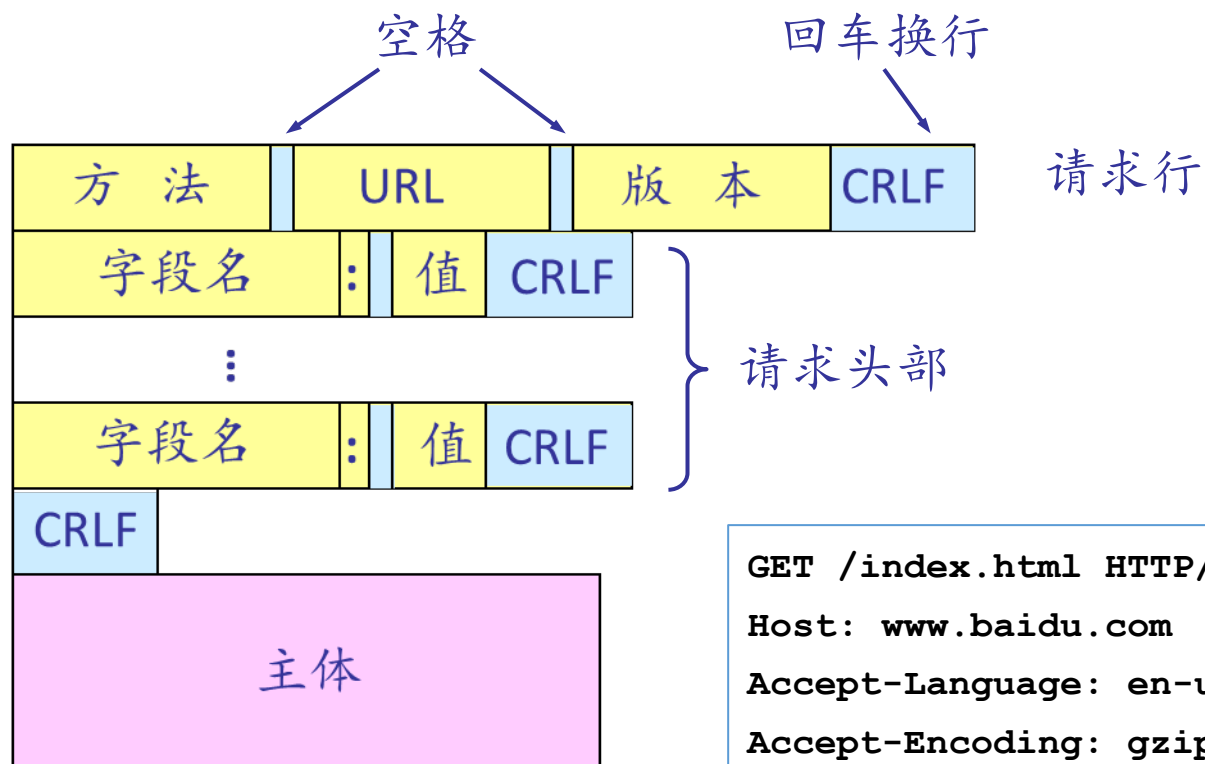 空格 回车换行
方 法 URL 版 本 CRLF 请求行
字段名 : 值 CRLF
⋮
请求头部
字段名 : 值 CRLF
CRLF
主体
GET /index.html HTTP/
Host: www.baidu.com
Accept-Language: en-u
Accept-Encoding: gzip